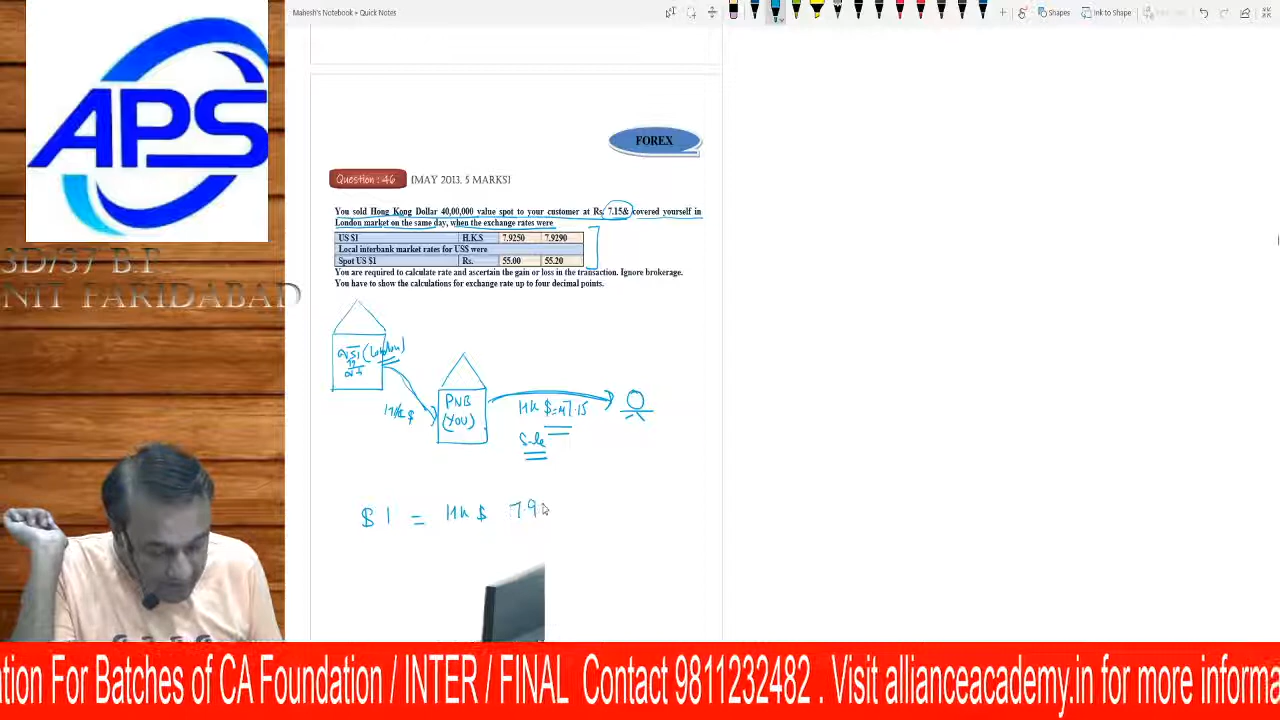 Mahesh's Notebook • Quick Notes
Shapes
Ink to Shape
APS
3D/37 B.P.
NIT FARIDABAD
FOREX
Question : 46 [MAY 2013, 5 MARKS]
You sold Hong Kong Dollar 40,00,000 value spot to your customer at Rs. 7.15& covered yourself in
London market on the same day, when the exchange rates were
US $1 H.K.$ 7.9250 7.9290
Local interbank market rates for US$ were
Spot US $1 Rs. 55.00 55.20
You are required to calculate rate and ascertain the gain or loss in the transaction. Ignore brokerage.
You have to show the calculations for exchange rate up to four decimal points.
(London)
HK $
PNB
(YOU)
HK $= 7.15
Sale
$ 1 = HK $ 7.9
ation For Batches of CA Foundation / INTER / FINAL Contact 9811232482 . Visit allianceacademy.in for more informa